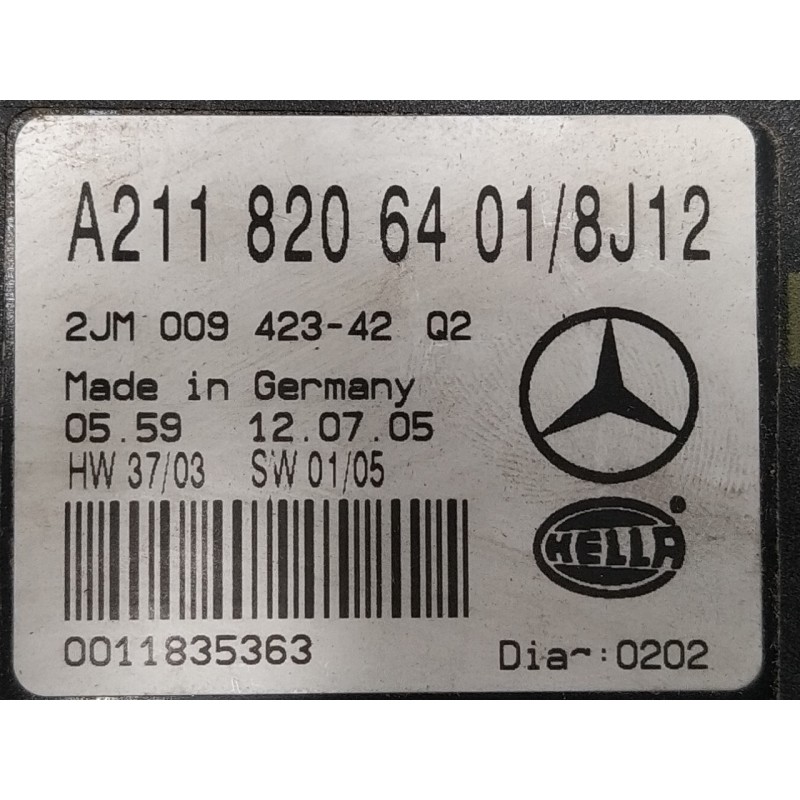 A211 820 64 01/8J12
2JM 009 423-42 Q2
Made in Germany
05.59 12.07.05
HW 37/03 SW 01/05
HELLA ®
0011835363
Dia~:0202